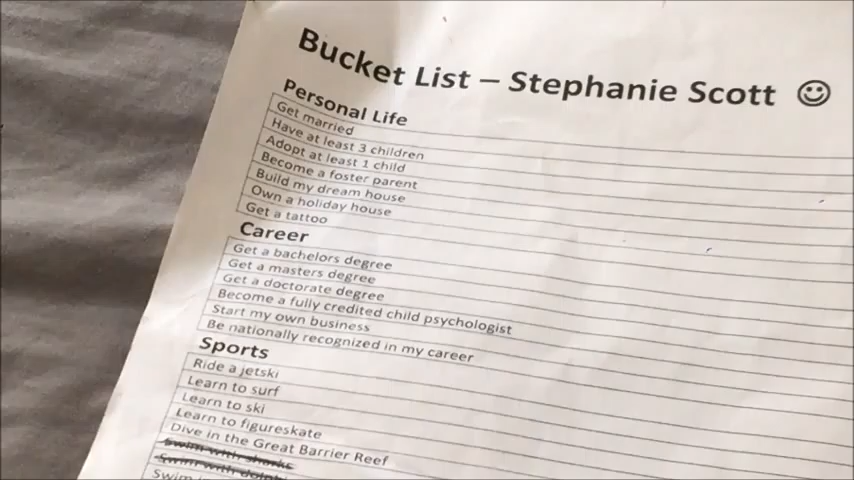 Bucket List – Stephanie Scott ☺
Personal Life
Get married
Have at least 3 children
Adopt at least 1 child
Become a foster parent
Build my dream house
Own a holiday house
Get a tattoo
Career
Get a bachelors degree
Get a masters degree
Get a doctorate degree
Become a fully credited child psychologist
Start my own business
Be nationally recognized in my career
Sports
Ride a jetski
Learn to surf
Learn to ski
Learn to figureskate
Dive in the Great Barrier Reef
Swim with sharks
Swim with
Swim